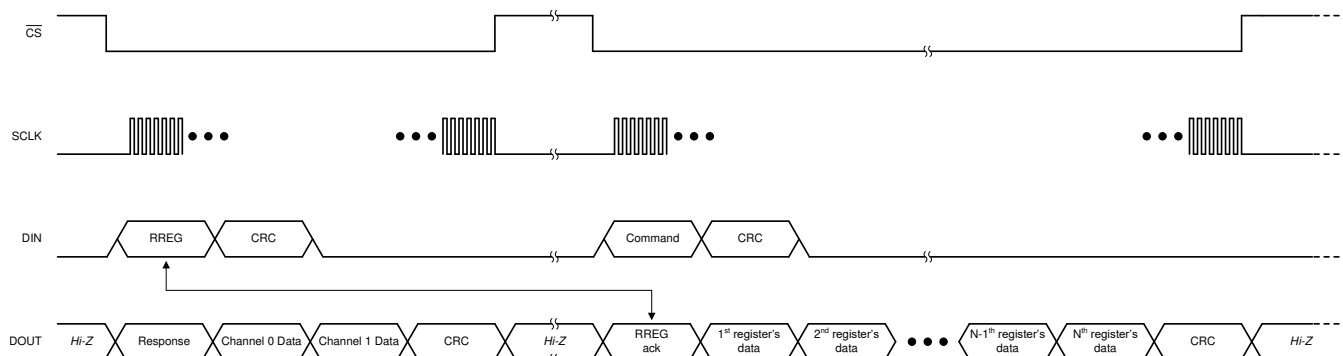 CS
SCLK
DIN
RREG
CRC
Command
CRC
DOUT
Hi-Z
Response
Channel 0 Data
Channel 1 Data
CRC
Hi-Z
RREG
ack
1st register's
data
2nd register's
data
N-1th register's
data
Nth register's
data
CRC
Hi-Z